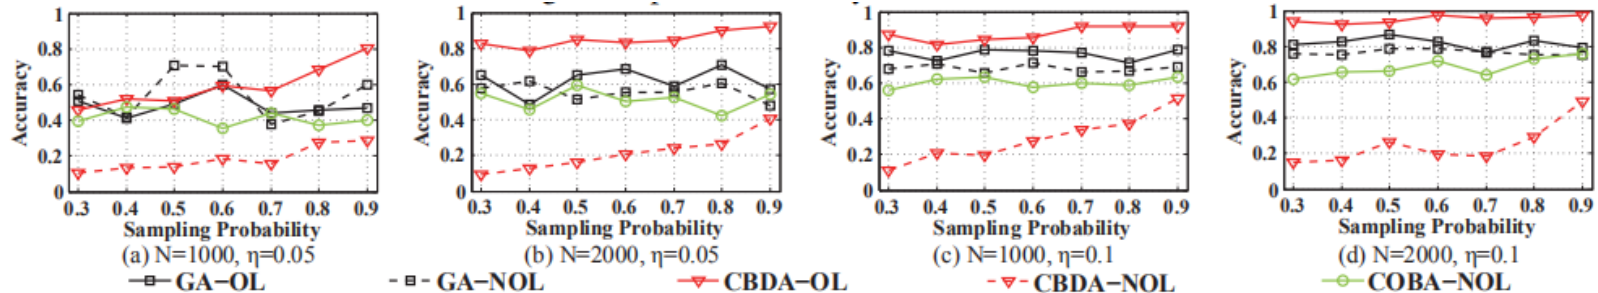 1
0.8
0.6
0.4
0.2
0
Accuracy
0.3 0.4 0.5 0.6 0.7 0.8 0.9
Sampling Probability
(a) N=1000, η=0.05
1
0.8
0.6
0.4
0.2
0
Accuracy
0.3 0.4 0.5 0.6 0.7 0.8 0.9
Sampling Probability
(b) N=2000, η=0.05
1
0.8
0.6
0.4
0.2
0
Accuracy
0.3 0.4 0.5 0.6 0.7 0.8 0.9
Sampling Probability
(c) N=1000, η=0.1
1
0.8
0.6
0.4
0.2
0
Accuracy
0.3 0.4 0.5 0.6 0.7 0.8 0.9
Sampling Probability
(d) N=2000, η=0.1
GA−OL GA−NOL CBDA−OL CBDA−NOL COBA−NOL